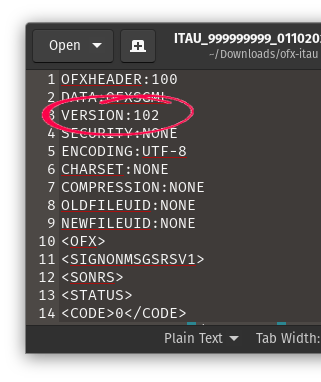 Open
ITAU_999999999_011020
~/Downloads/ofx-itau
1 OFXHEADER:100
2 DATA:OFXSGML
3 VERSION:102
4 SECURITY:NONE
5 ENCODING:UTF-8
6 CHARSET:NONE
7 COMPRESSION:NONE
8 OLDFILEUID:NONE
9 NEWFILEUID:NONE
10 <OFX>
11 <SIGNONMSGSRSV1>
12 <SONRS>
13 <STATUS>
14 <CODE>0</CODE>
Plain Text
Tab Width: